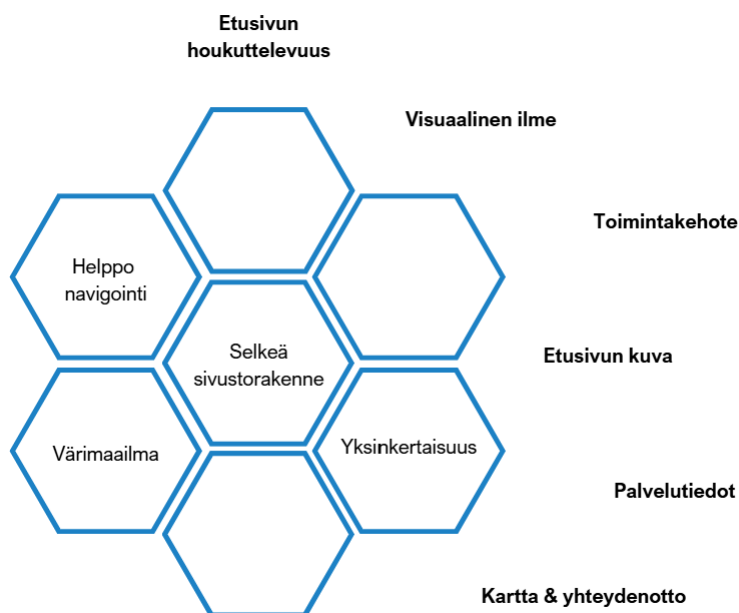 Etusivun
houkuttelevuus
Visuaalinen ilme
Toimintakehote
Helppo
navigointi
Selkeä
sivustorakenne
Etusivun kuva
Värimaailma
Yksinkertaisuus
Palvelutiedot
Kartta & yhteydenotto